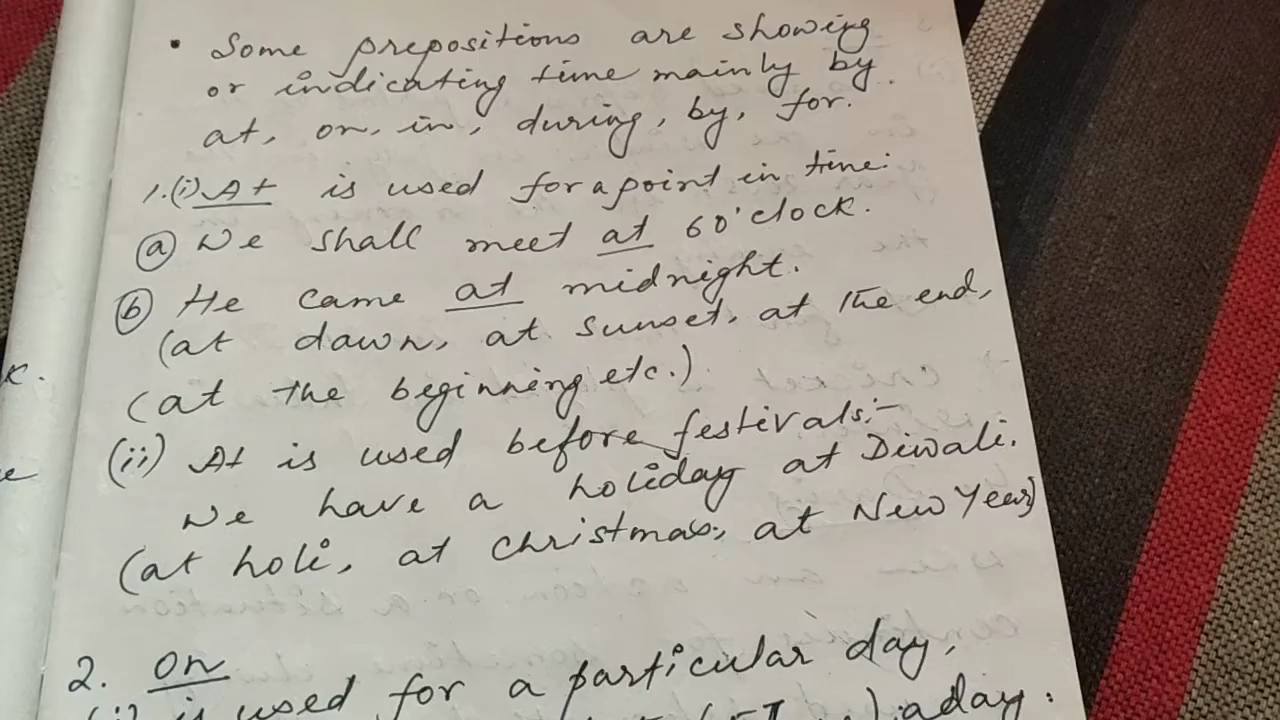 • Some prepositions are showing
or indicating time mainly by
at, on, in, during, by, for.
1.(i) At is used for a point in time:
(a) We shall meet at 6 o'clock.
(b) He came at midnight.
(at dawn, at sunset, at the end,
(at the beginning etc.)
(ii) At is used before festivals:-
We have a holiday at Diwali.
(at holi, at christmas, at New Year)
2. On
(i) is used for a particular day,
a day: